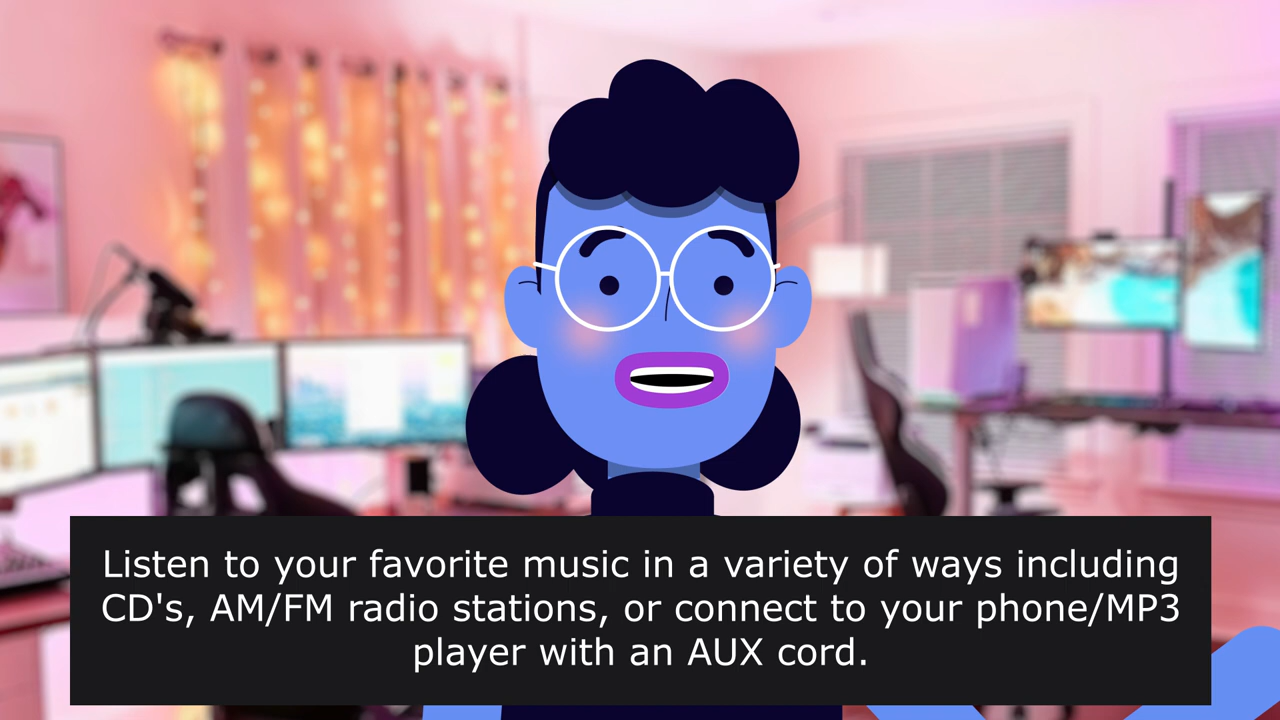 Listen to your favorite music in a variety of ways including
CD's, AM/FM radio stations, or connect to your phone/MP3
player with an AUX cord.